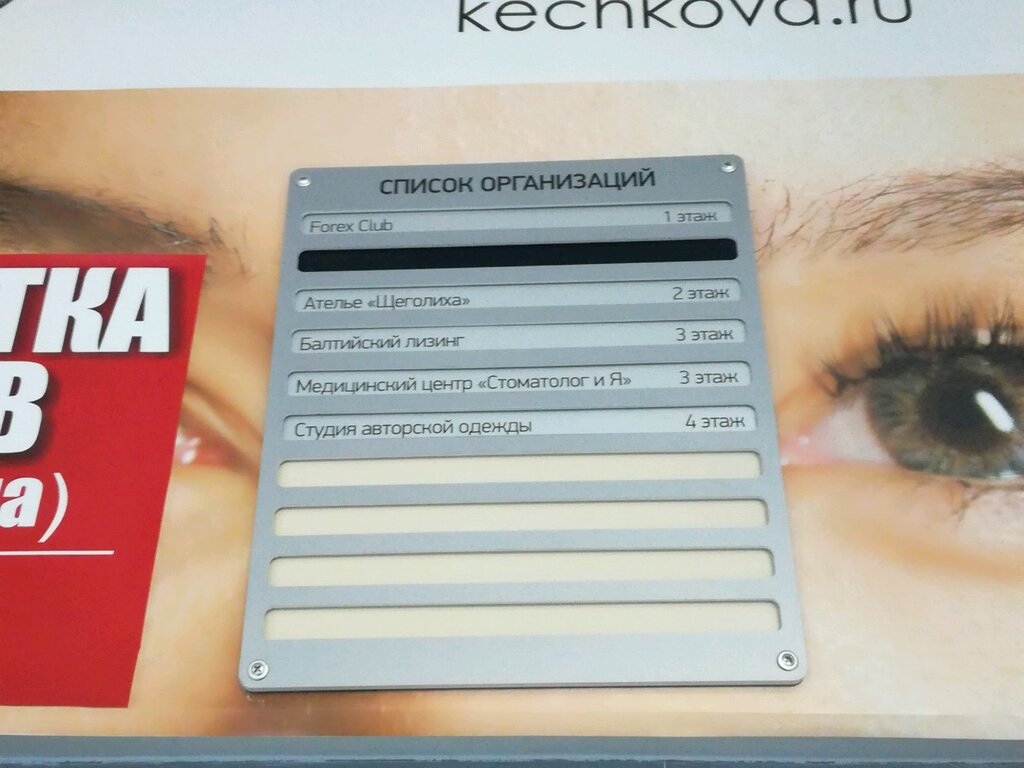 kechkova.ru
СПИСОК ОРГАНИЗАЦИЙ
Forex Club 1 этаж
Ателье «Щеголиха» 2 этаж
Балтийский лизинг 3 этаж
Медицинский центр «Стоматолог и Я» 3 этаж
Студия авторской одежды 4 этаж
ТКА
В
а)